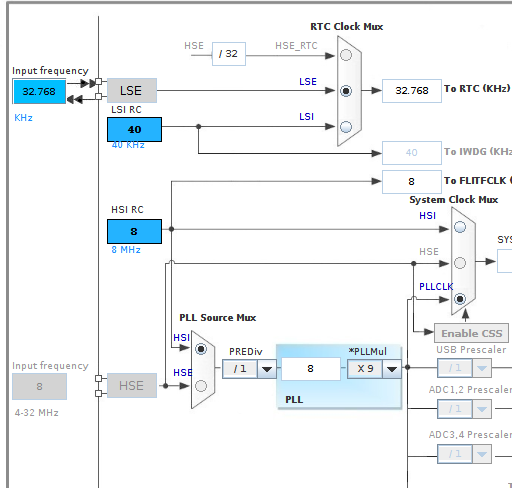 RTC Clock Mux
HSE
/ 32
HSE_RTC
Input frequency
32.768
KHz
LSE
LSE
32.768
To RTC (KHz)
LSI RC
40
40 KHz
LSI
40
To IWDG (KHz
8
To FLITFCLK (
System Clock Mux
HSI RC
8
8 MHz
HSI
HSE
SYS
PLLCLK
PLL Source Mux
HSI
Enable CSS
PREDiv
*PLLMul
USB Prescaler
Input frequency
8
4-32 MHz
HSE
HSE
/ 1
8
X 9
PLL
/ 1
ADC1,2 Prescaler
/ 1
ADC3,4 Prescaler
/ 1